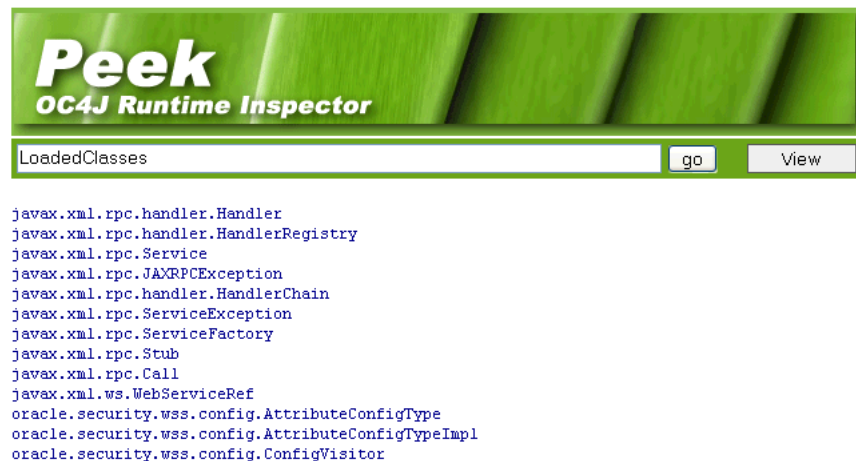 Peek
OC4J Runtime Inspector
LoadedClasses go View
javax.xml.rpc.handler.Handler
javax.xml.rpc.handler.HandlerRegistry
javax.xml.rpc.Service
javax.xml.rpc.JAXRPCException
javax.xml.rpc.handler.HandlerChain
javax.xml.rpc.ServiceException
javax.xml.rpc.ServiceFactory
javax.xml.rpc.Stub
javax.xml.rpc.Call
javax.xml.ws.WebServiceRef
oracle.security.wss.config.AttributeConfigType
oracle.security.wss.config.AttributeConfigTypeImpl
oracle.security.wss.config.ConfigVisitor